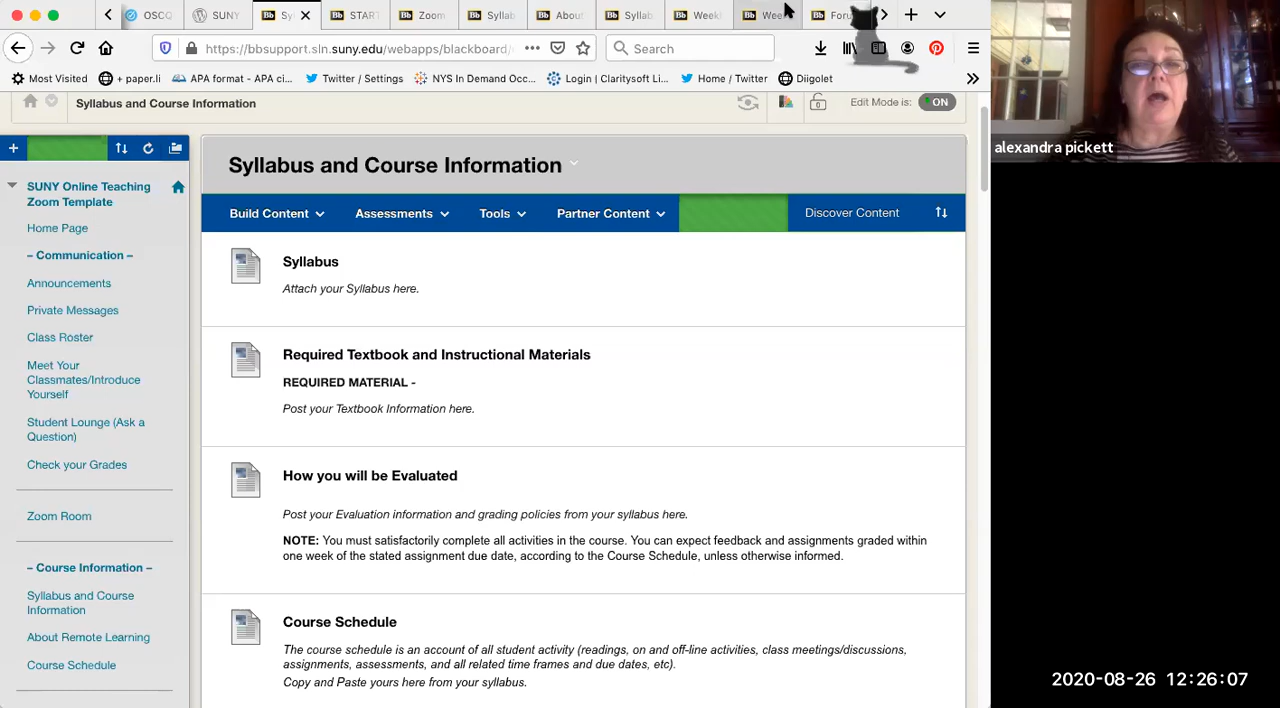 OSCQ
SUNY
Sy
START
Zoom
Syllab
Abou
Syllab
Weekl
Wee
Foru
https://bbsupport.sln.suny.edu/webapps/blackboard/
Search
Most Visited
+ paper.li
APA format - APA ci...
Twitter / Settings
NYS In Demand Occ...
Login | Claritysoft L...
Home / Twitter
Diigolet
Syllabus and Course Information
Edit Mode is:
ON
SUNY Online Teaching
Zoom Template
Home Page
– Communication –
Announcements
Private Messages
Class Roster
Meet Your
Classmates/Introduce
Yourself
Student Lounge (Ask a
Question)
Check your Grades
Zoom Room
– Course Information –
Syllabus and Course
Information
About Remote Learning
Course Schedule
Syllabus and Course Information
Build Content
Assessments
Tools
Partner Content
Discover Content
Syllabus
Attach your Syllabus here.
Required Textbook and Instructional Materials
REQUIRED MATERIAL -
Post your Textbook Information here.
How you will be Evaluated
Post your Evaluation information and grading policies from your syllabus here.
NOTE: You must satisfactorily complete all activities in the course. You can expect feedback and assignments graded within
one week of the stated assignment due date, according to the Course Schedule, unless otherwise informed.
Course Schedule
The course schedule is an account of all student activity (readings, on and off-line activities, class meetings/discussions,
assignments, assessments, and all related time frames and due dates, etc).
Copy and Paste yours here from your syllabus.
alexandra pickett
2020-08-26 12:26:07